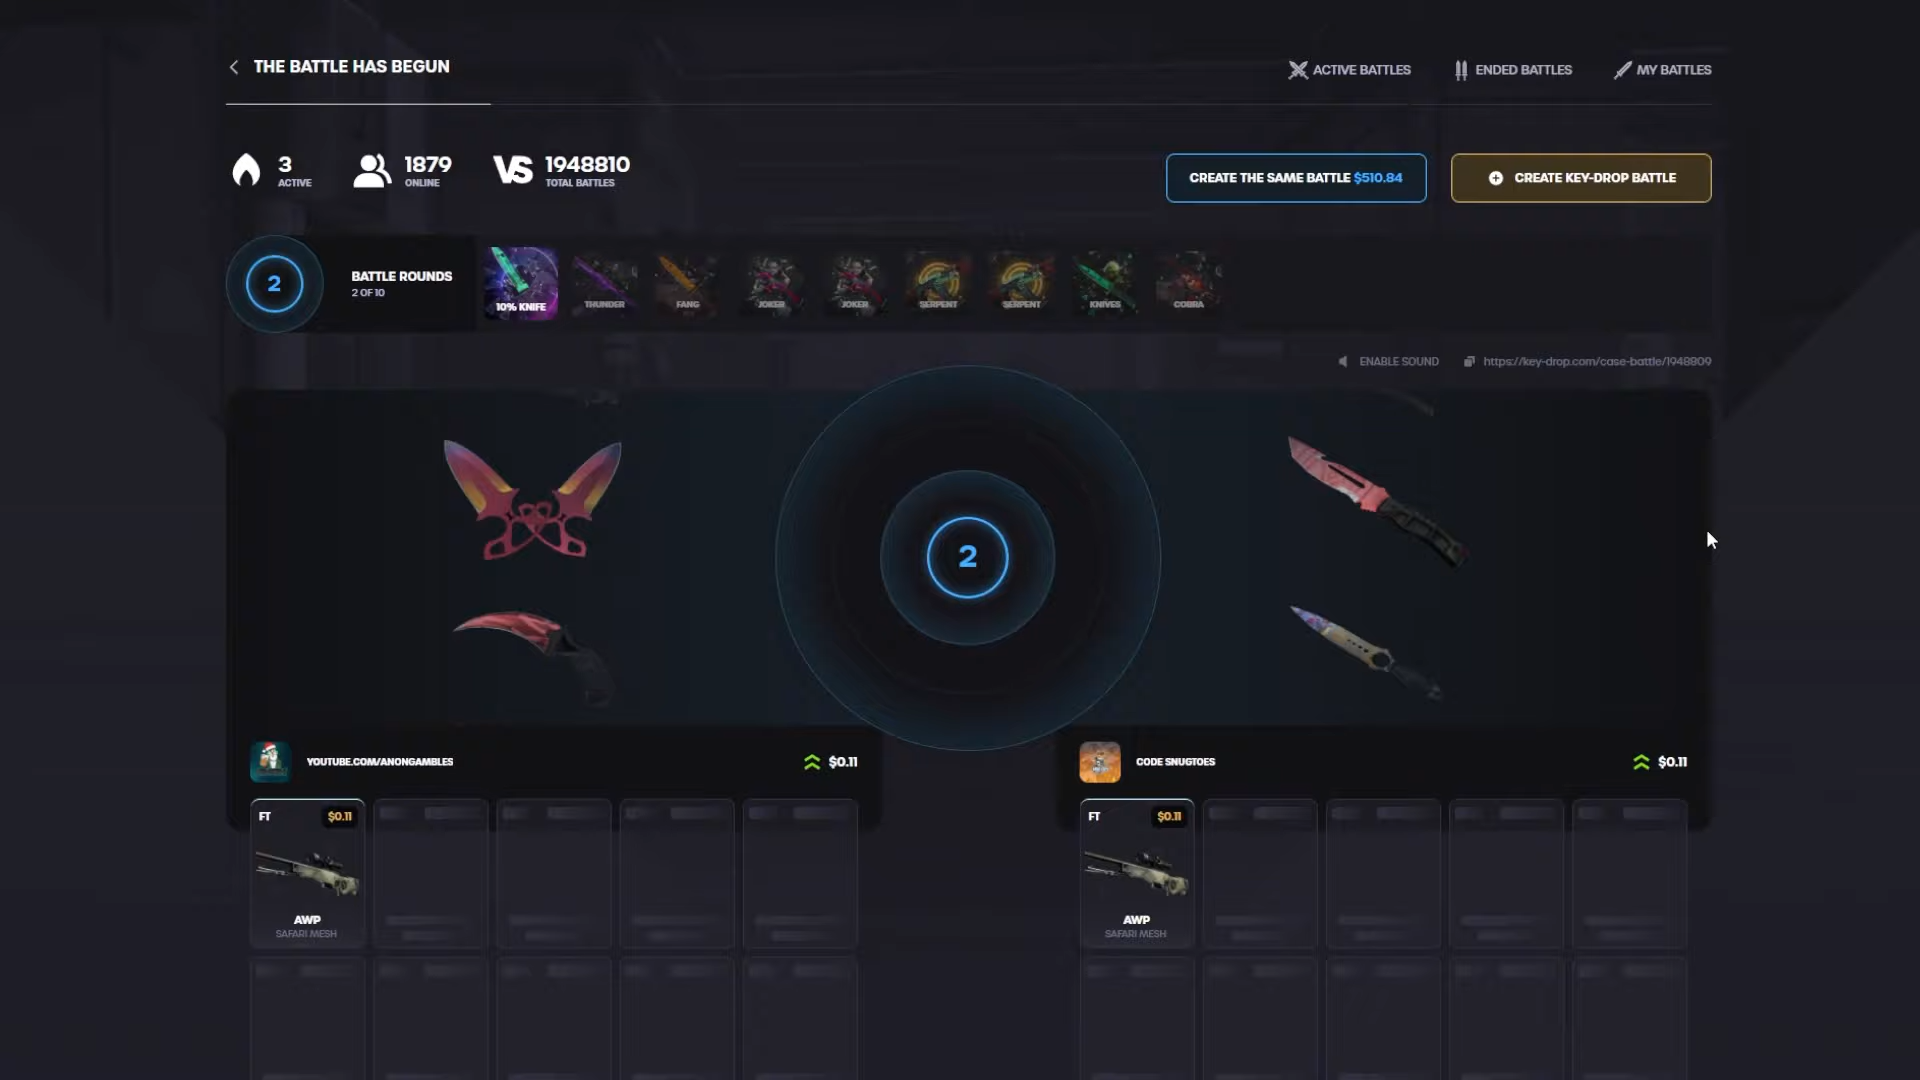 THE BATTLE HAS BEGUN
ACTIVE BATTLES
ENDED BATTLES
MY BATTLES
3
ACTIVE
1879
ONLINE
VS
1948810
TOTAL BATTLES
CREATE THE SAME BATTLE $510.84
CREATE KEY-DROP BATTLE
2
BATTLE ROUNDS
2 OF 10
10% KNIFE
THUNDER
FANG
JOKER
JOKER
SERPENT
SERPENT
KNIVES
COBRA
ENABLE SOUND
https://key-drop.com/case-battle/1948809
2
YOUTUBE.COM/ANONGAMBLES
$0.11
CODE SNUGTOES
$0.11
FT
$0.11
AWP
SAFARI MESH
FT
$0.11
AWP
SAFARI MESH